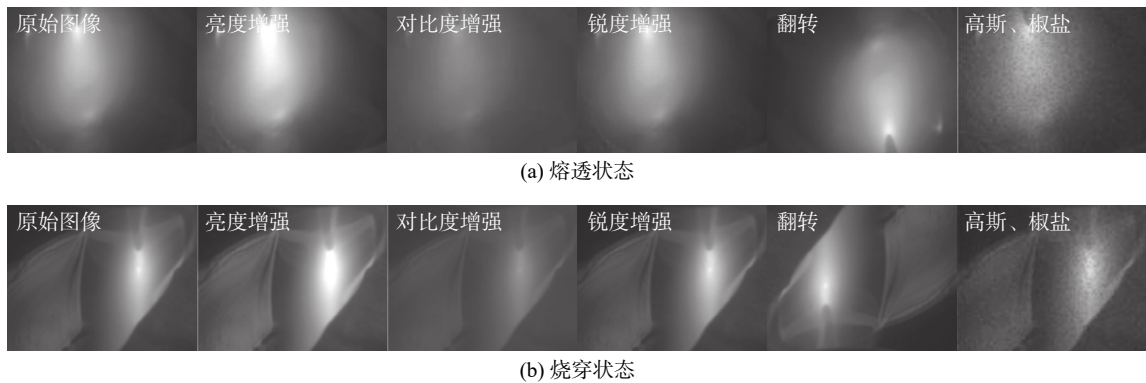 原始图像 亮度增强 对比度增强 锐度增强 翻转 高斯、椒盐
(a) 熔透状态
原始图像 亮度增强 对比度增强 锐度增强 翻转 高斯、椒盐
(b) 烧穿状态